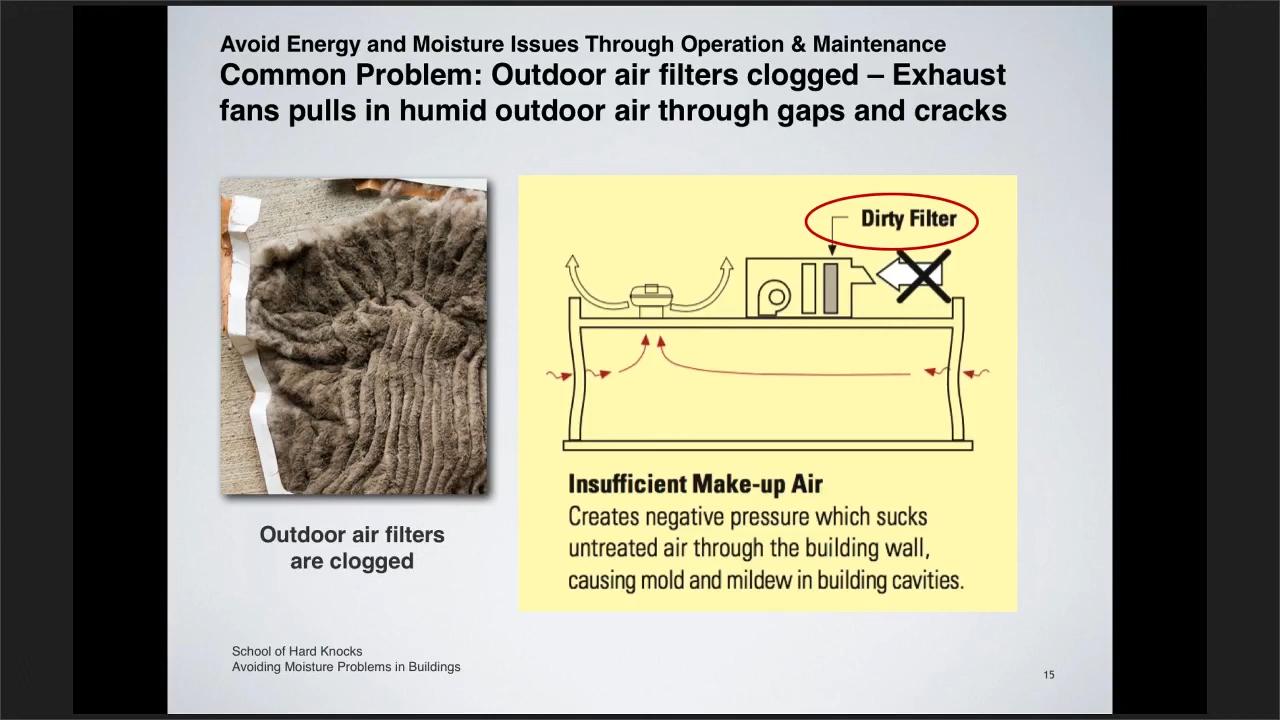 Avoid Energy and Moisture Issues Through Operation & Maintenance
Common Problem: Outdoor air filters clogged – Exhaust
fans pulls in humid outdoor air through gaps and cracks
Dirty Filter
Insufficient Make-up Air
Creates negative pressure which sucks
untreated air through the building wall,
causing mold and mildew in building cavities.
Outdoor air filters
are clogged
School of Hard Knocks
Avoiding Moisture Problems in Buildings
15